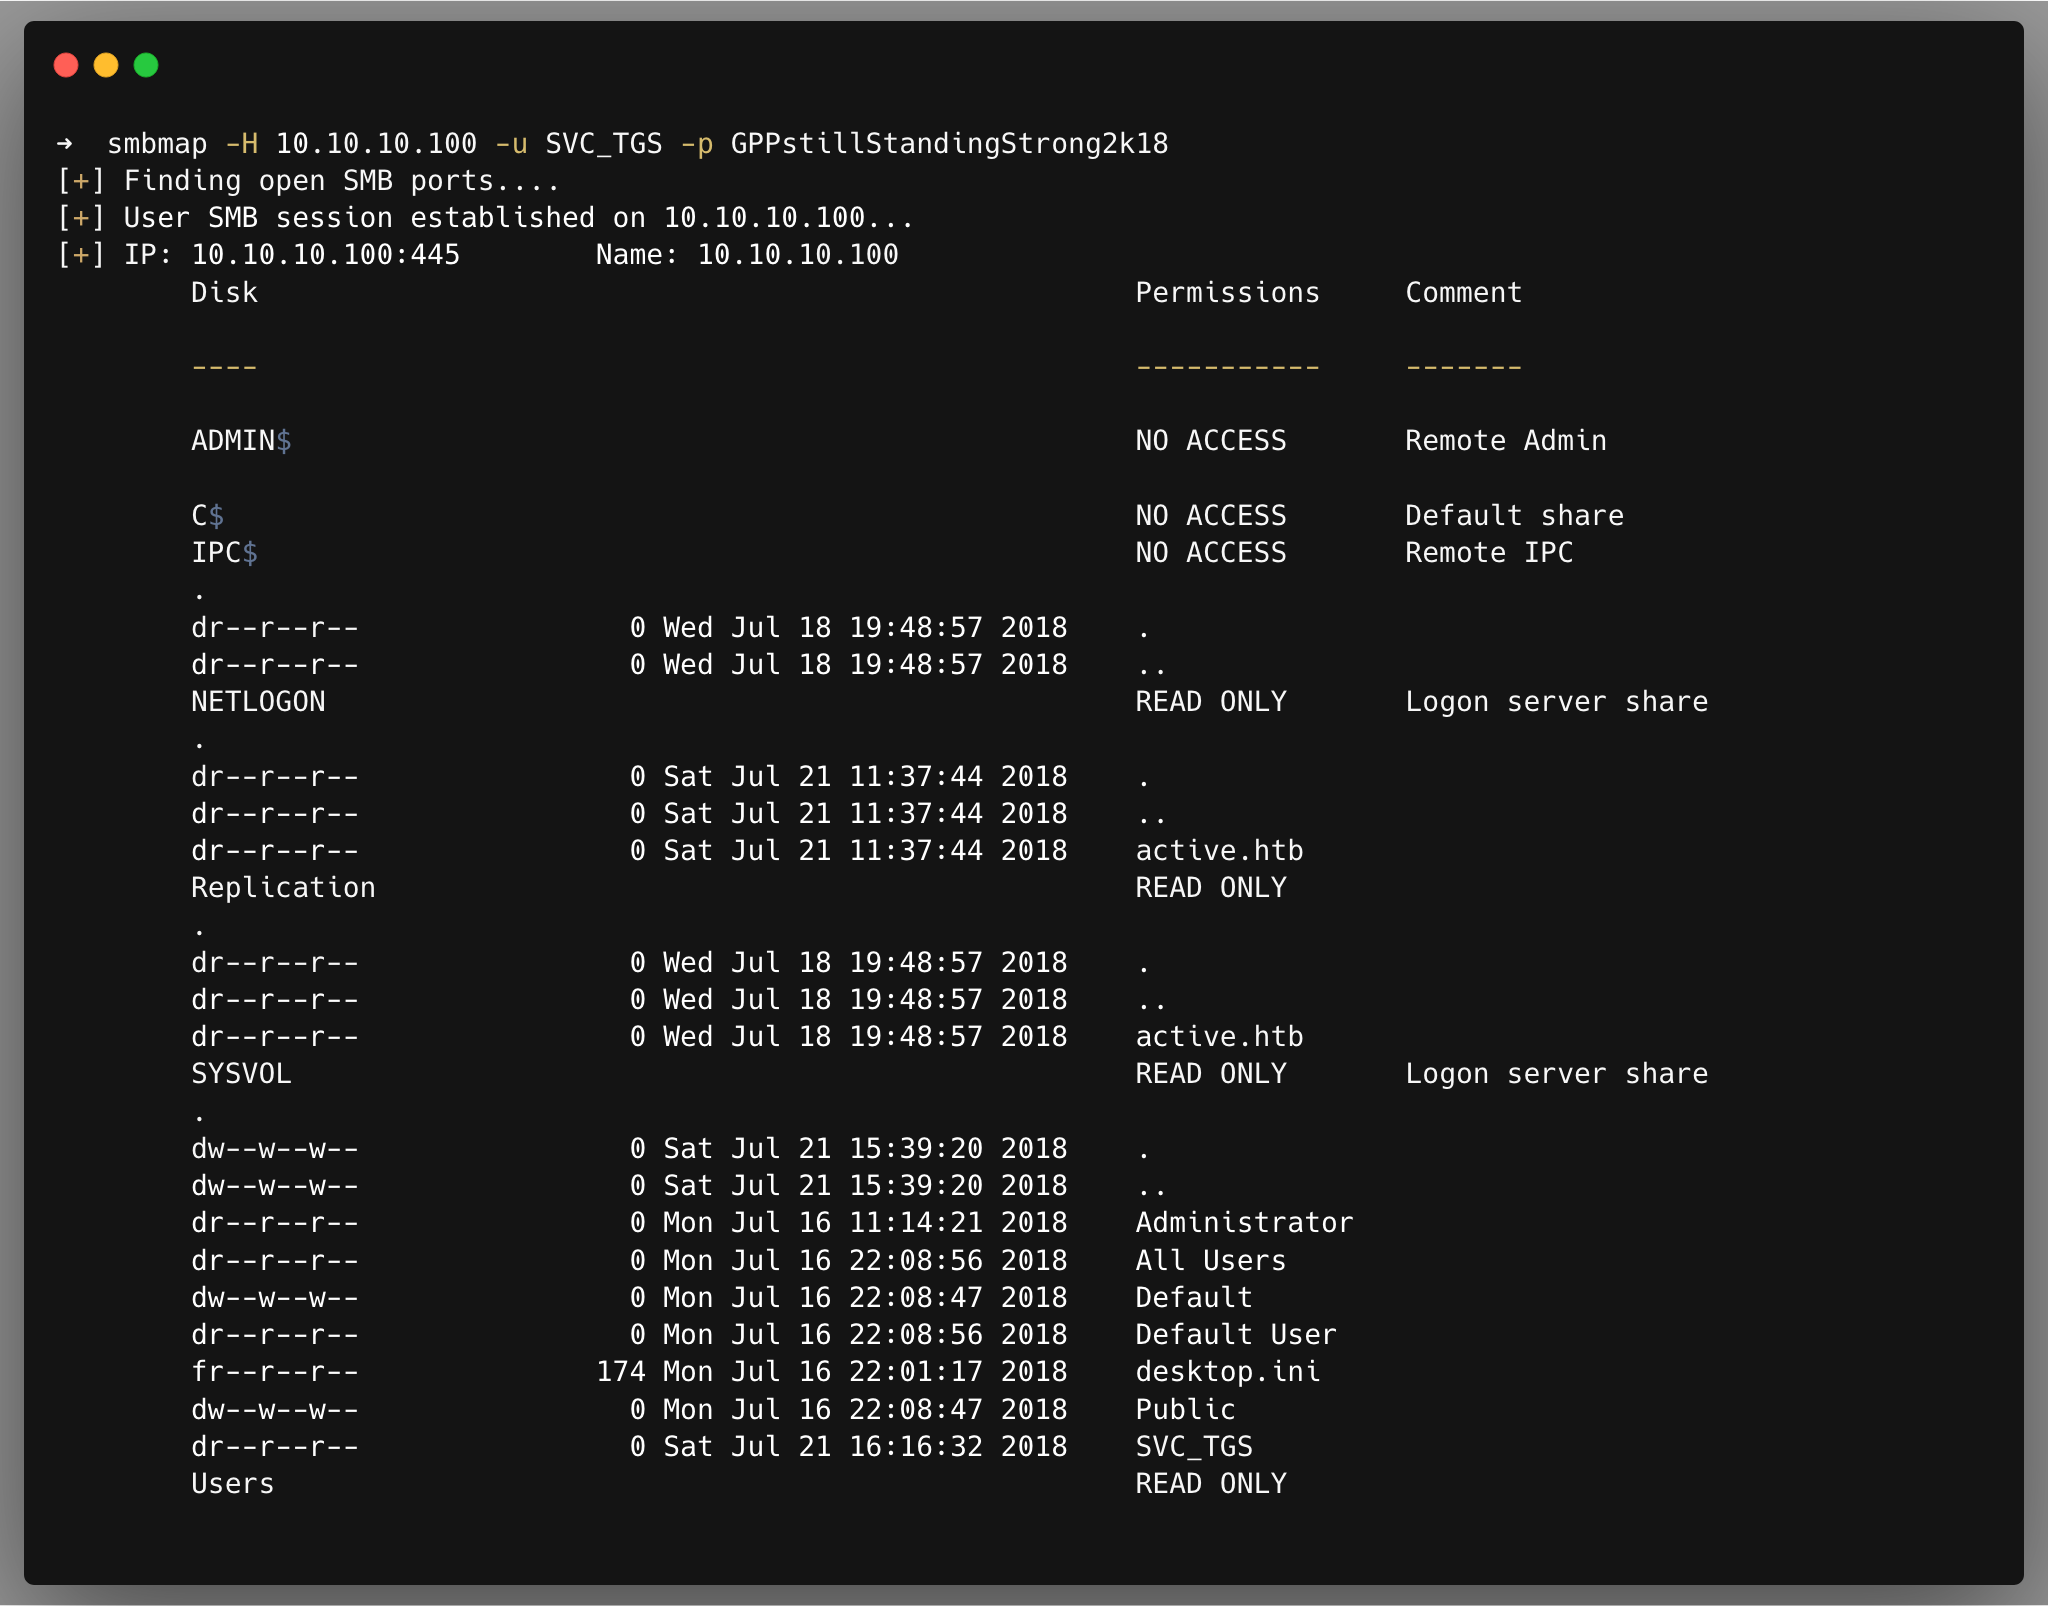 ➜  smbmap -H 10.10.10.100 -u SVC_TGS -p GPPstillStandingStrong2k18
[+] Finding open SMB ports....
[+] User SMB session established on 10.10.10.100...
[+] IP: 10.10.10.100:445        Name: 10.10.10.100
        Disk                                                    Permissions     Comment
        ----                                                    -----------     -------
        ADMIN$                                                  NO ACCESS       Remote Admin
        C$                                                      NO ACCESS       Default share
        IPC$                                                    NO ACCESS       Remote IPC
        .
        dr--r--r--                0 Wed Jul 18 19:48:57 2018    .
        dr--r--r--                0 Wed Jul 18 19:48:57 2018    ..
        NETLOGON                                                READ ONLY       Logon server share
        .
        dr--r--r--                0 Sat Jul 21 11:37:44 2018    .
        dr--r--r--                0 Sat Jul 21 11:37:44 2018    ..
        dr--r--r--                0 Sat Jul 21 11:37:44 2018    active.htb
        Replication                                             READ ONLY
        .
        dr--r--r--                0 Wed Jul 18 19:48:57 2018    .
        dr--r--r--                0 Wed Jul 18 19:48:57 2018    ..
        dr--r--r--                0 Wed Jul 18 19:48:57 2018    active.htb
        SYSVOL                                                  READ ONLY       Logon server share
        .
        dw--w--w--                0 Sat Jul 21 15:39:20 2018    .
        dw--w--w--                0 Sat Jul 21 15:39:20 2018    ..
        dr--r--r--                0 Mon Jul 16 11:14:21 2018    Administrator
        dr--r--r--                0 Mon Jul 16 22:08:56 2018    All Users
        dw--w--w--                0 Mon Jul 16 22:08:47 2018    Default
        dr--r--r--                0 Mon Jul 16 22:08:56 2018    Default User
        fr--r--r--              174 Mon Jul 16 22:01:17 2018    desktop.ini
        dw--w--w--                0 Mon Jul 16 22:08:47 2018    Public
        dr--r--r--                0 Sat Jul 21 16:16:32 2018    SVC_TGS
        Users                                                   READ ONLY